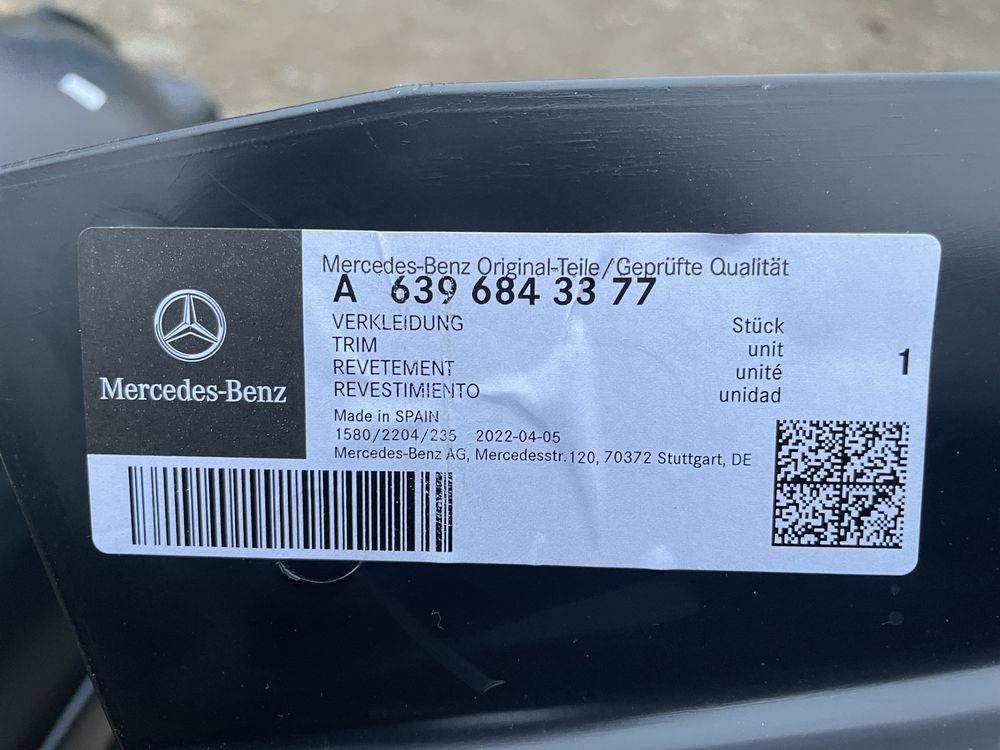 Mercedes-Benz
Mercedes-Benz Original-Teile/Geprüfte Qualität
A 639 684 33 77
VERKLEIDUNG Stück
TRIM unit
REVETEMENT unité
REVESTIMIENTO unidad
1
Made in SPAIN
1580/2204/235 2022-04-05
Mercedes-Benz AG, Mercedesstr.120, 70372 Stuttgart, DE